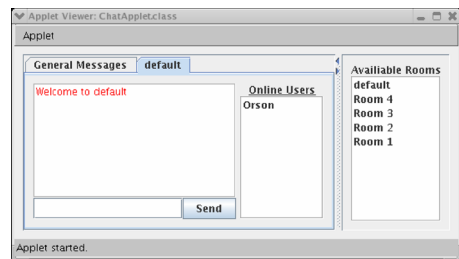 Applet Viewer: ChatApplet.class
Applet
General Messages default
Welcome to default
Send
Online Users
Orson
Availiable Rooms
default
Room 4
Room 3
Room 2
Room 1
Applet started.